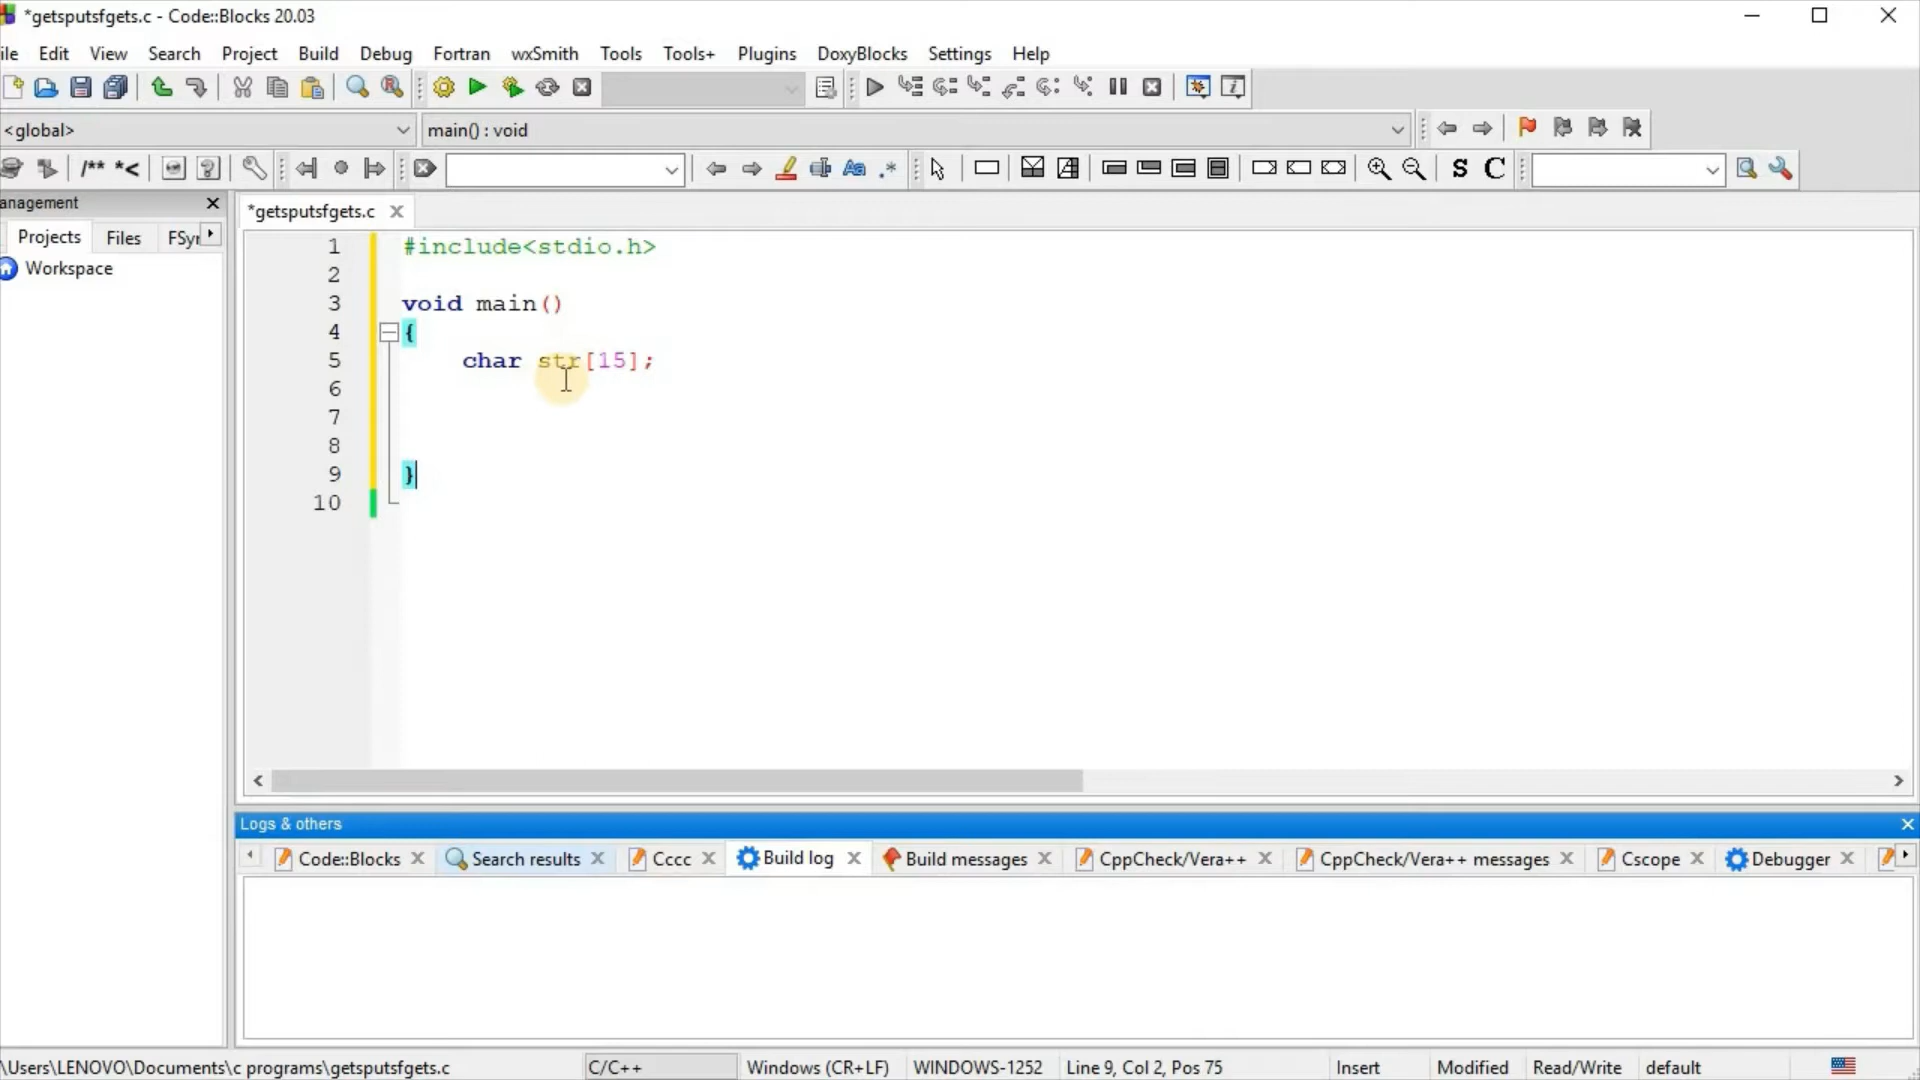 *getsputsfgets.c - Code::Blocks 20.03
ile Edit View Search Project Build Debug Fortran wxSmith Tools Tools+ Plugins DoxyBlocks Settings Help
<global> main() : void
/** *< Aa .* S C
anagement
*getsputsfgets.c
Projects Files FSyr
Workspace
1 #include<stdio.h>
2
3 void main()
4 {
5 char str[15];
6
7
8
9 }
10
Logs & others
Code::Blocks Search results Cccc Build log Build messages CppCheck/Vera++ CppCheck/Vera++ messages Cscope Debugger
\Users\LENOVO\Documents\c programs\getsputsfgets.c C/C++ Windows (CR+LF) WINDOWS-1252 Line 9, Col 2, Pos 75 Insert Modified Read/Write default